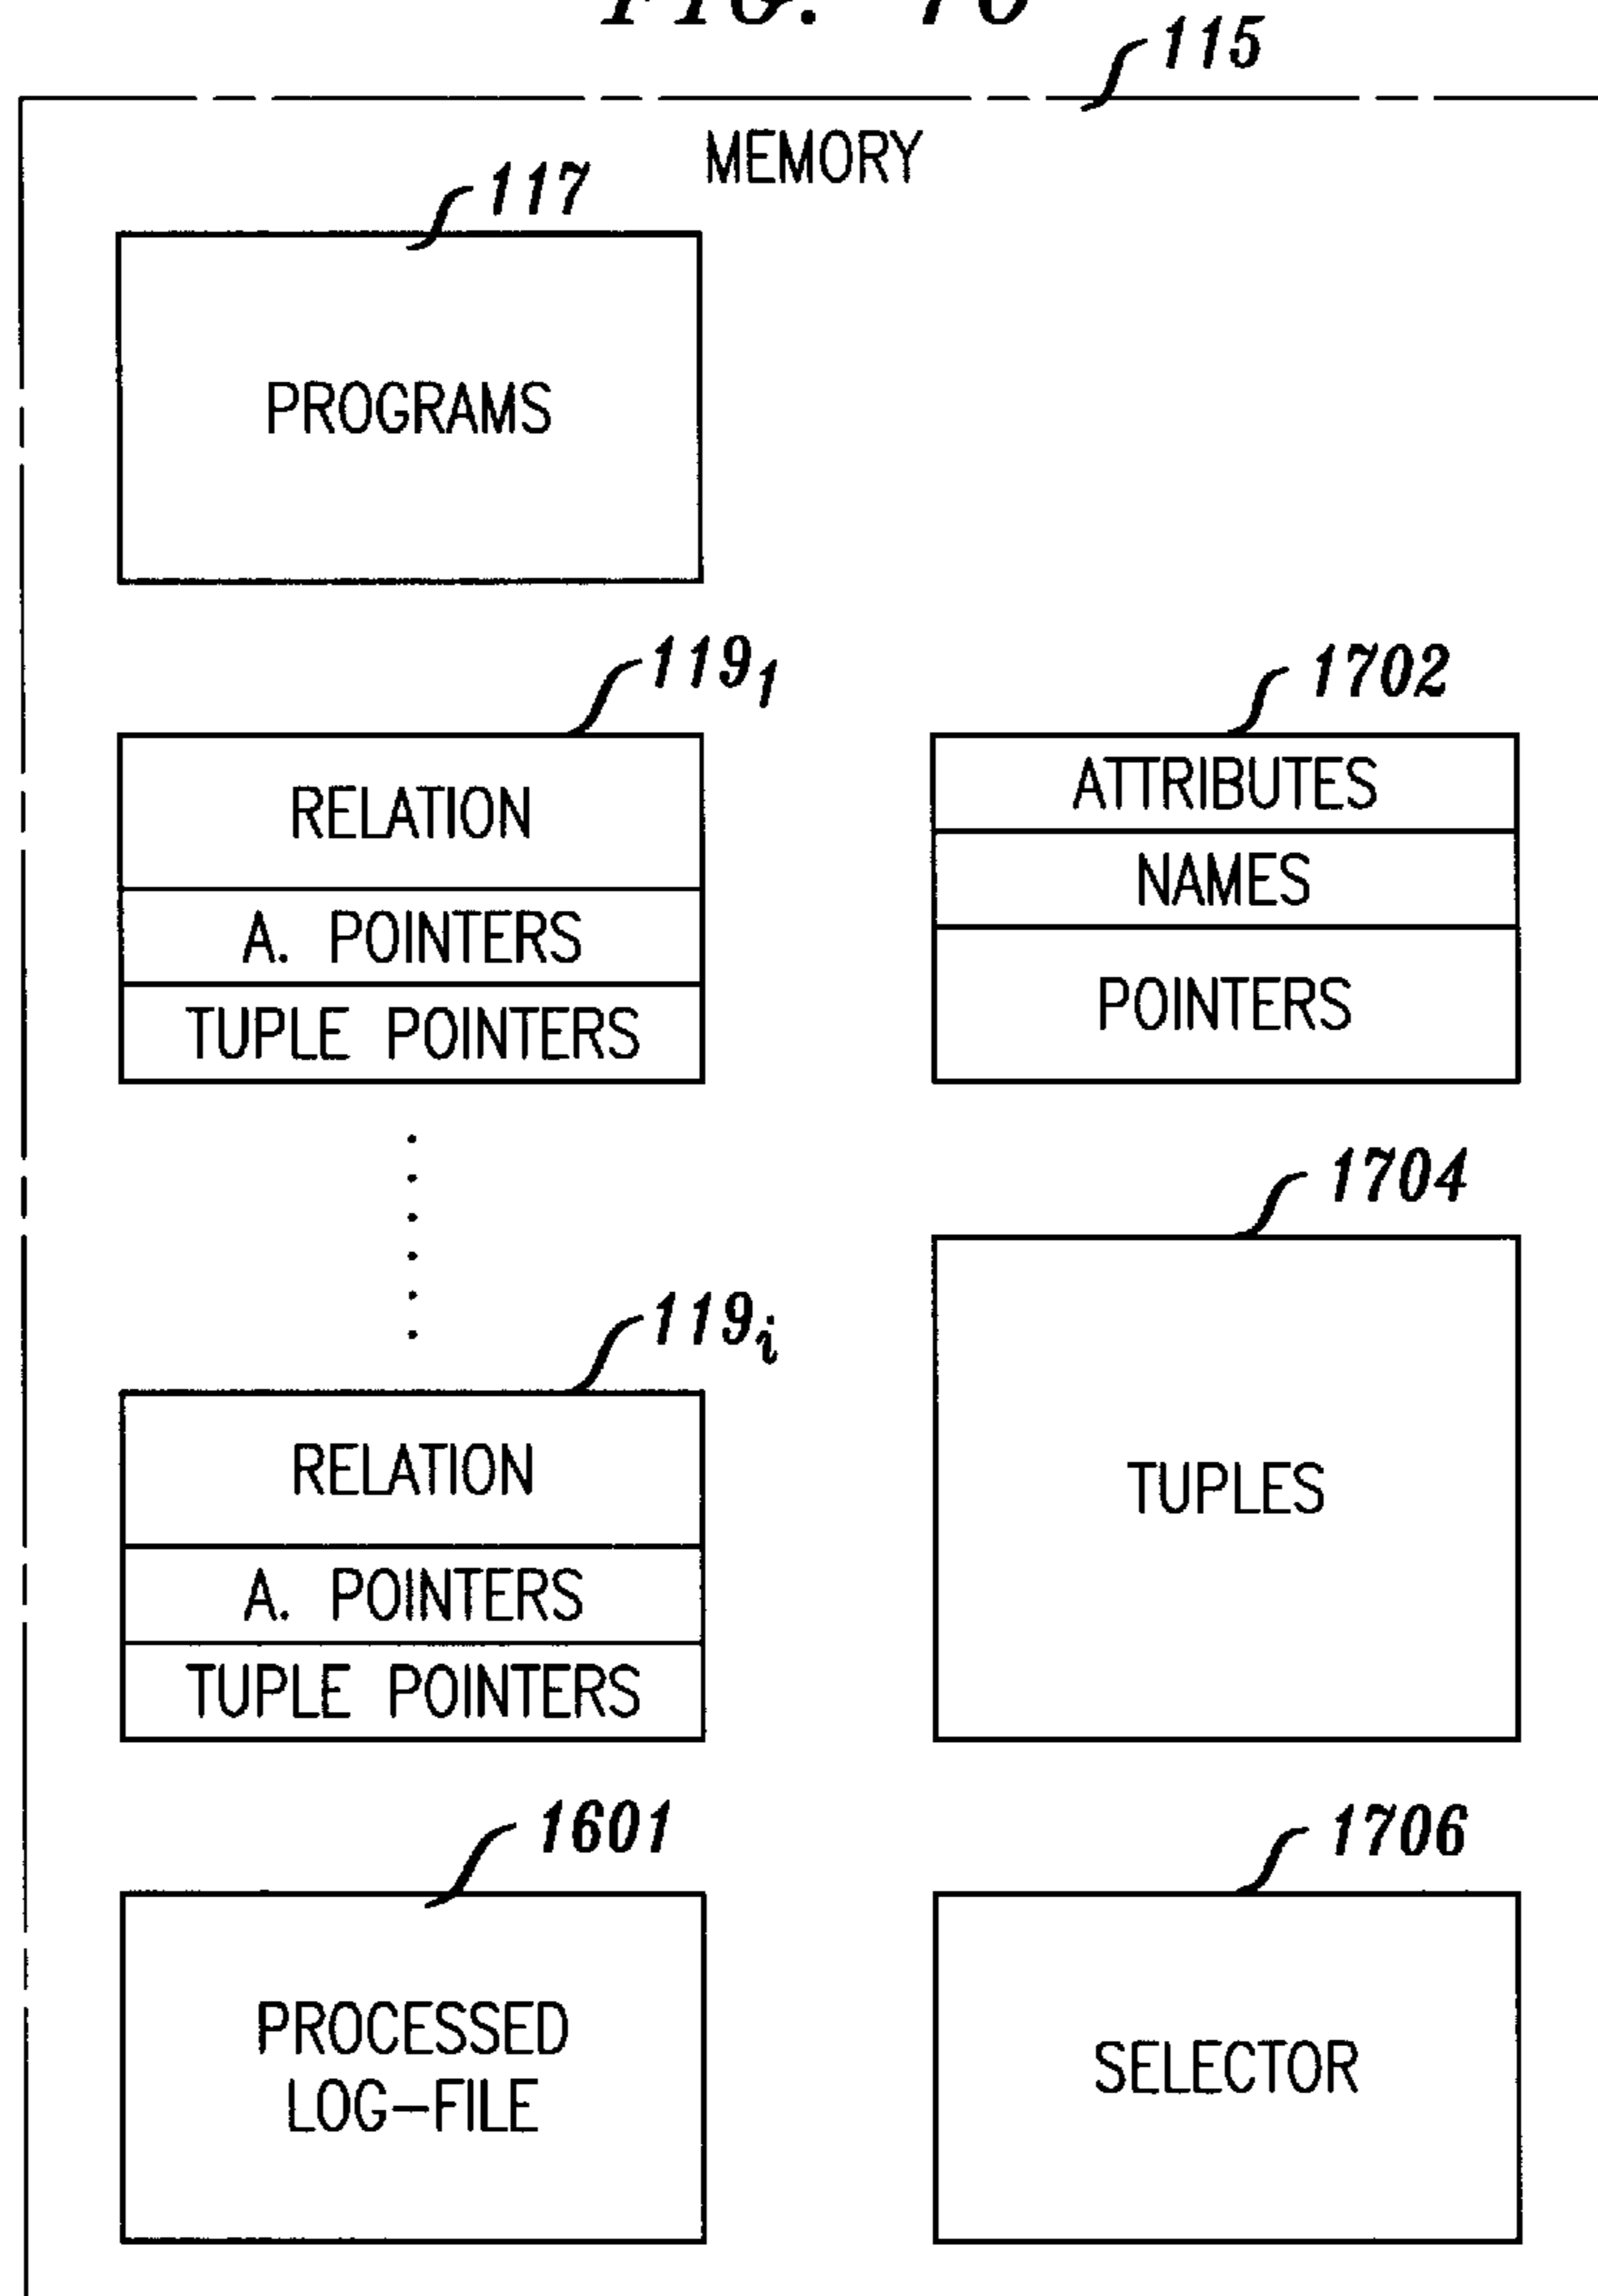 115
MEMORY
117
PROGRAMS
119₁
RELATION
A. POINTERS
TUPLE POINTERS
1702
ATTRIBUTES
NAMES
POINTERS
1704
TUPLES
119ᵢ
RELATION
A. POINTERS
TUPLE POINTERS
1601
PROCESSED
LOG-FILE
1706
SELECTOR